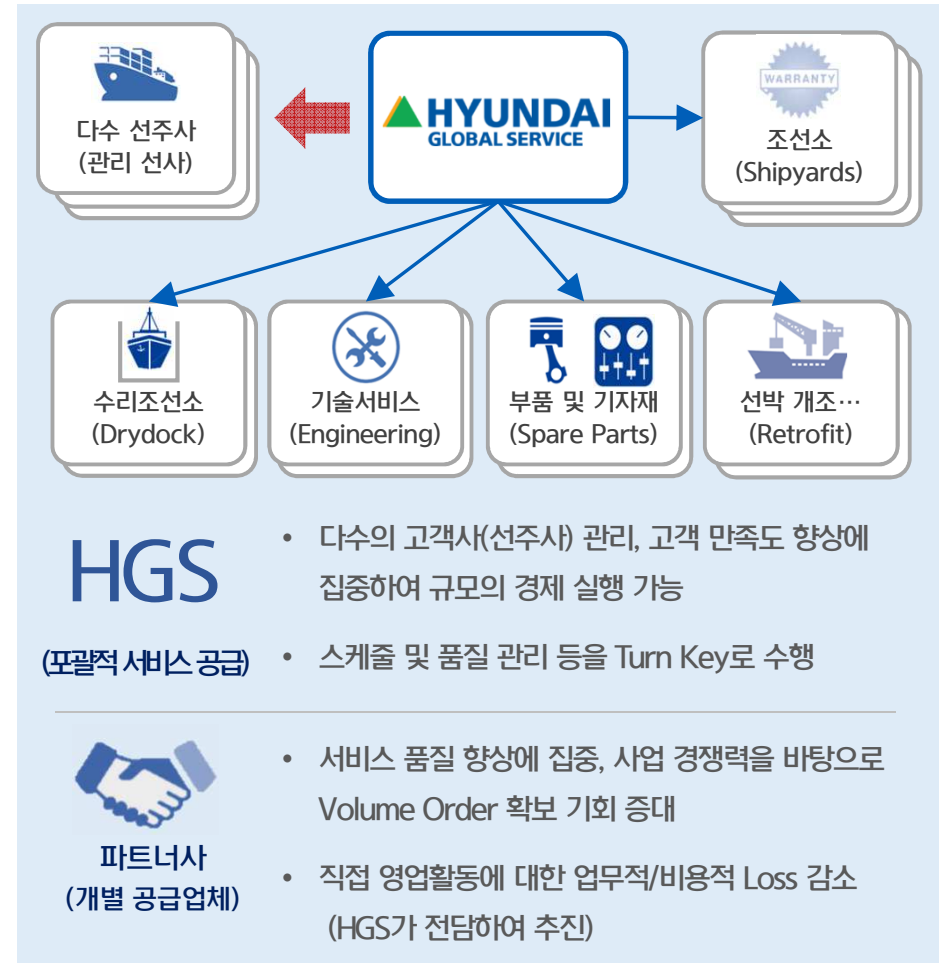 다수 선주사
(관리 선사)
HYUNDAI
GLOBAL SERVICE
WARRANTY
조선소
(Shipyards)
수리조선소
(Drydock)
기술서비스
(Engineering)
부품 및 기자재
(Spare Parts)
선박 개조…
(Retrofit)
HGS
(포괄적 서비스 공급)
• 다수의 고객사(선주사) 관리, 고객 만족도 향상에
집중하여 규모의 경제 실행 가능
• 스케줄 및 품질 관리 등을 Turn Key로 수행
파트너사
(개별 공급업체)
• 서비스 품질 향상에 집중, 사업 경쟁력을 바탕으로
Volume Order 확보 기회 증대
• 직접 영업활동에 대한 업무적/비용적 Loss 감소
(HGS가 전담하여 추진)